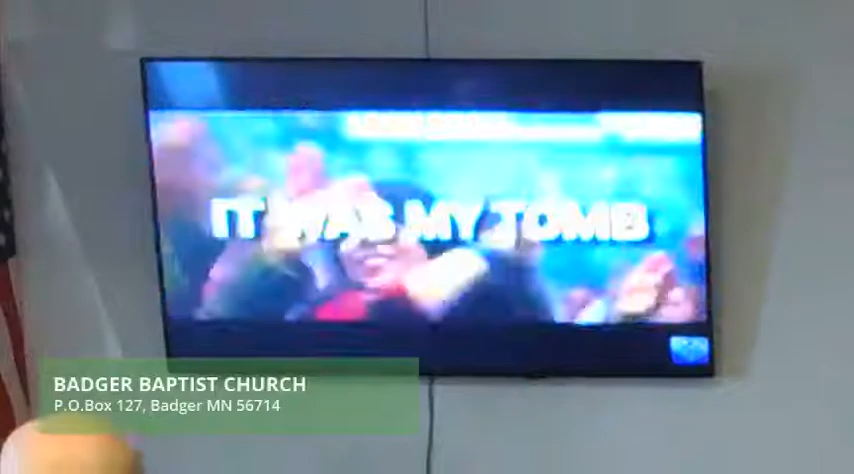 IT WAS MY TOMB
BADGER BAPTIST CHURCH
P.O.Box 127, Badger MN 56714